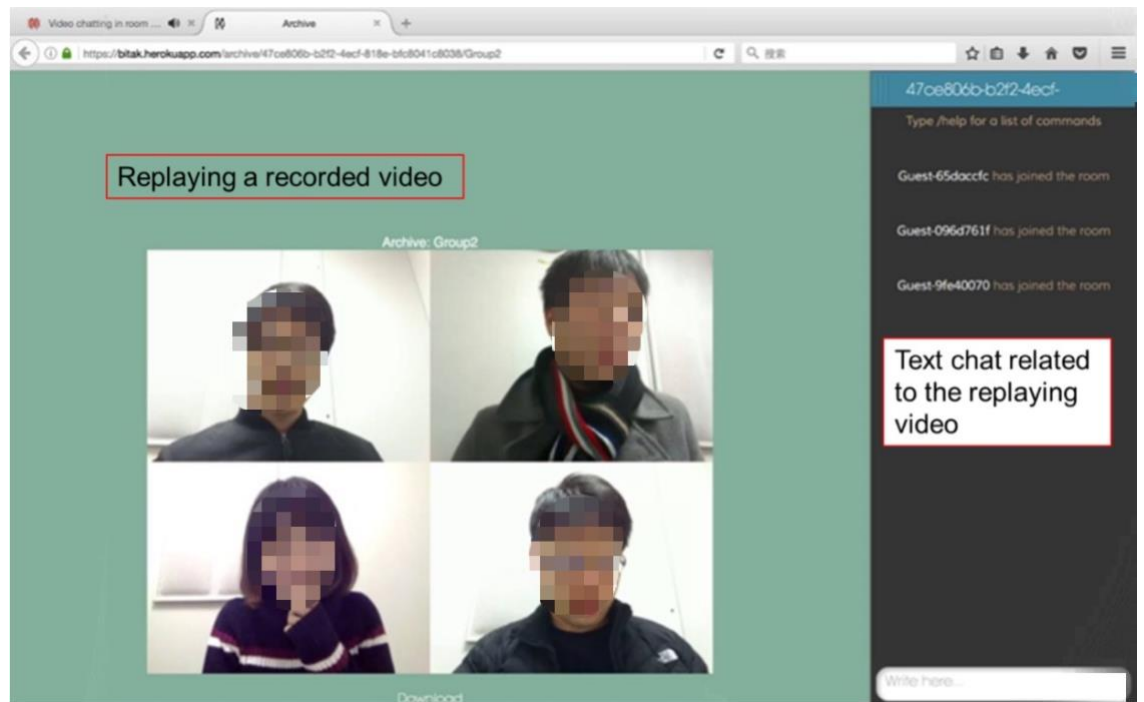 Video chatting in room ....
Archive
https://bitak.herokuapp.com/archive/47ce806b-b2f2-4ecf-818e-bfc8041c8038/Group2
搜索
47ce806b-b2f2-4ecf-
Type /help for a list of commands
Replaying a recorded video
Guest-65daccfc has joined the room
Guest-096d761f has joined the room
Archive: Group2
Guest-9fe40070 has joined the room
Text chat related
to the replaying
video
Write here...
Download